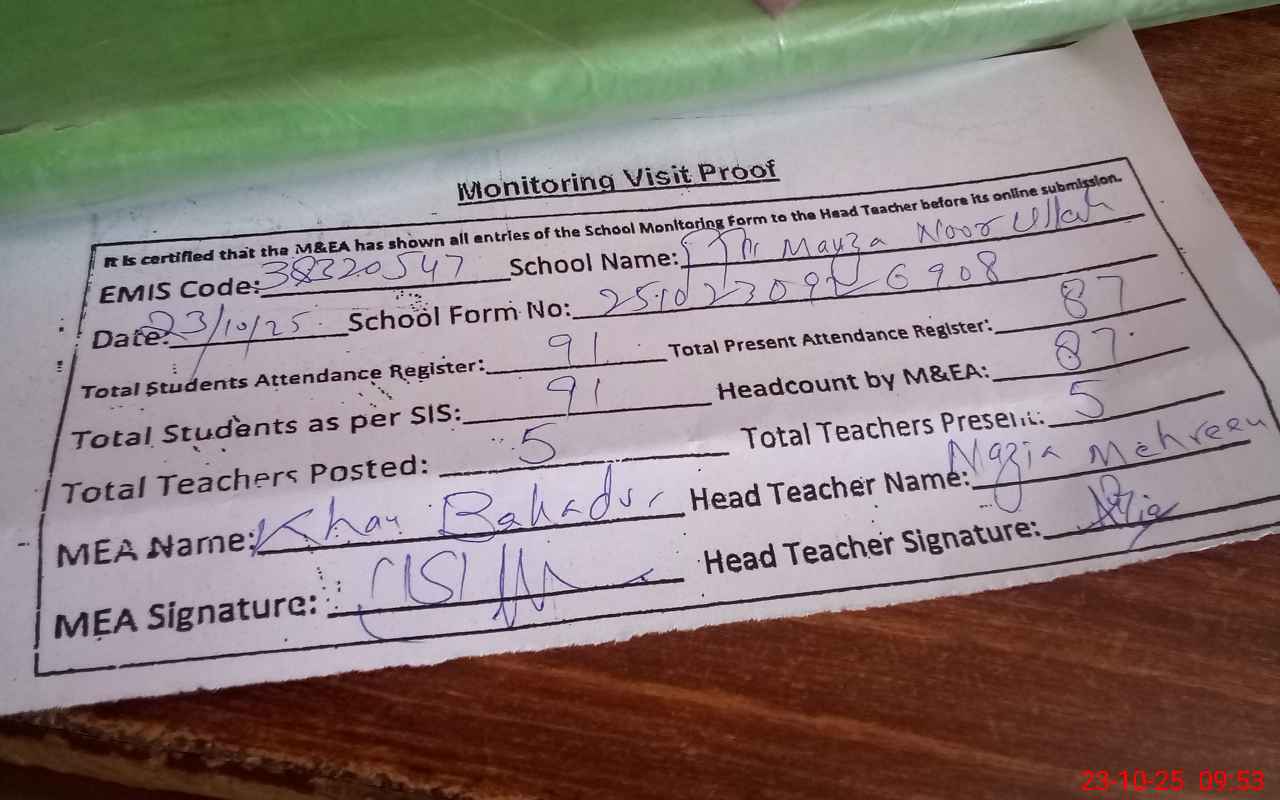 Monitoring Visit Proof
It is certified that the M&EA has shown all entries of the School Monitoring Form to the Head Teacher before its online submission.
EMIS Code: 38320547 School Name: Mauza Noor Ullah
Date: 23/10/25 School Form No:
Total Students Attendance Register: 91 Total Present Attendance Register: 87
Total Students as per SIS: 91 Headcount by M&EA: 87
Total Teachers Posted: 5 Total Teachers Present: 5
MEA Name: Khan Bahadur Head Teacher Name: Nazia Mehreen
MEA Signature: Head Teacher Signature:
23-10-25 09:53